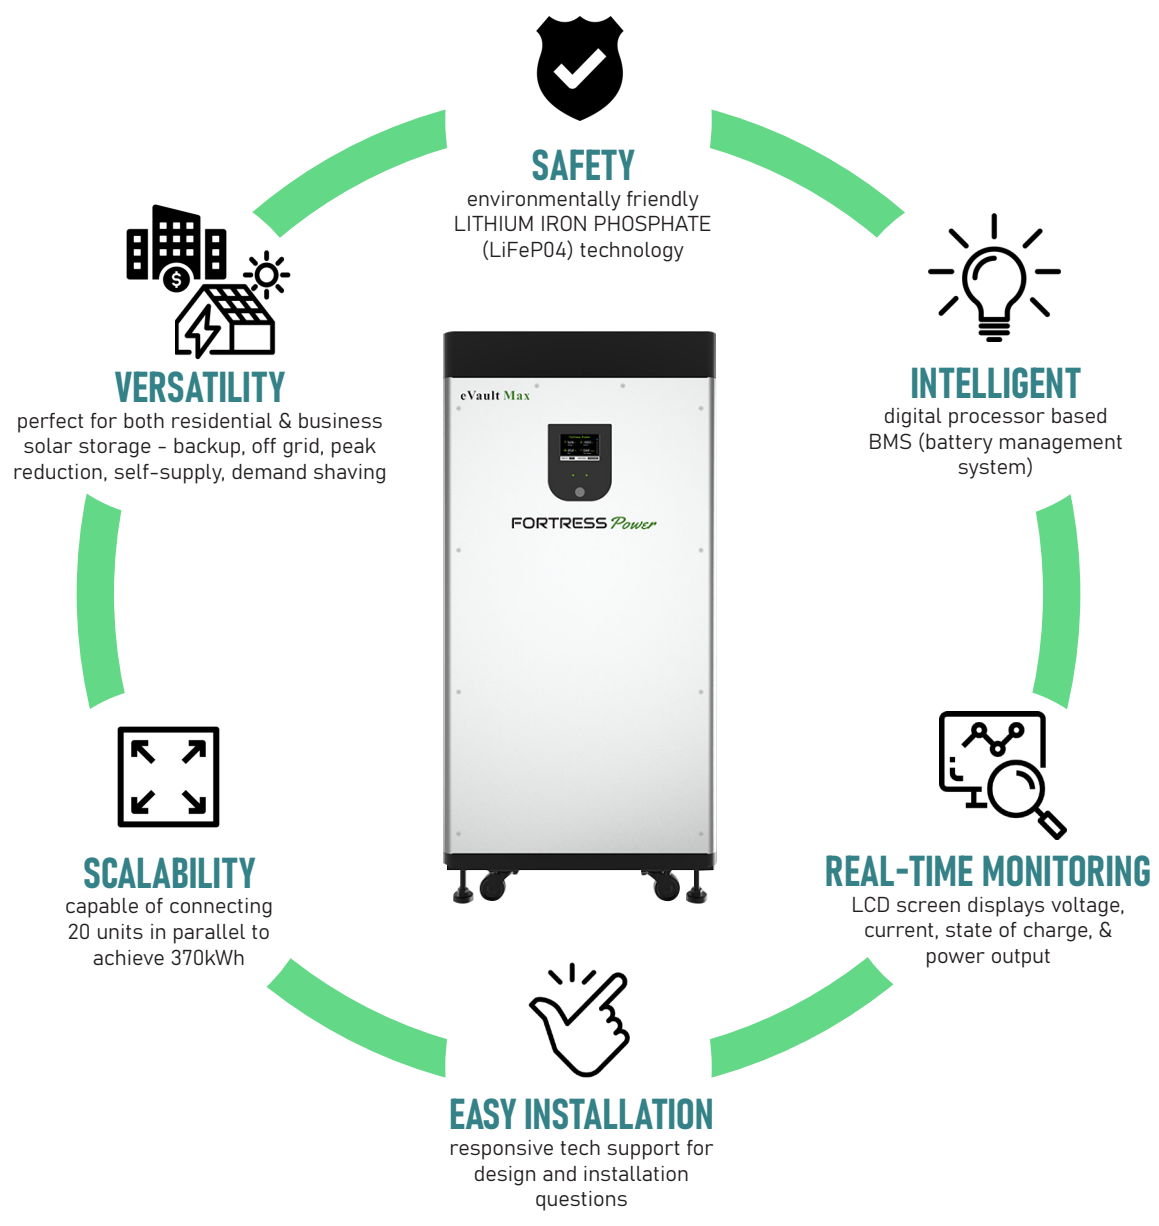 SAFETY
environmentally friendly
LITHIUM IRON PHOSPHATE
(LiFeP04) technology
VERSATILITY
perfect for both residential & business
solar storage - backup, off grid, peak
reduction, self-supply, demand shaving
INTELLIGENT
digital processor based
BMS (battery management
system)
eVault Max
FORTRESS Power
SCALABILITY
capable of connecting
20 units in parallel to
achieve 370kWh
REAL-TIME MONITORING
LCD screen displays voltage,
current, state of charge, &
power output
EASY INSTALLATION
responsive tech support for
design and installation
questions